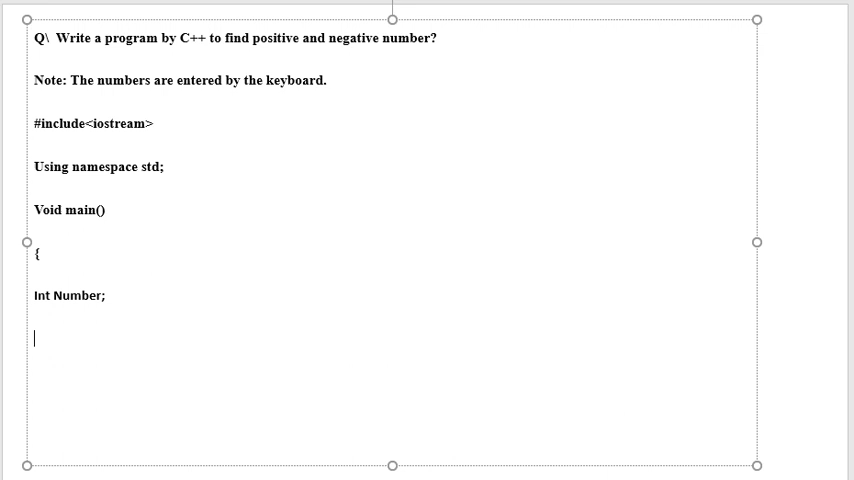 Q\ Write a program by C++ to find positive and negative number?
Note: The numbers are entered by the keyboard.
#include<iostream>
Using namespace std;
Void main()
{
Int Number;